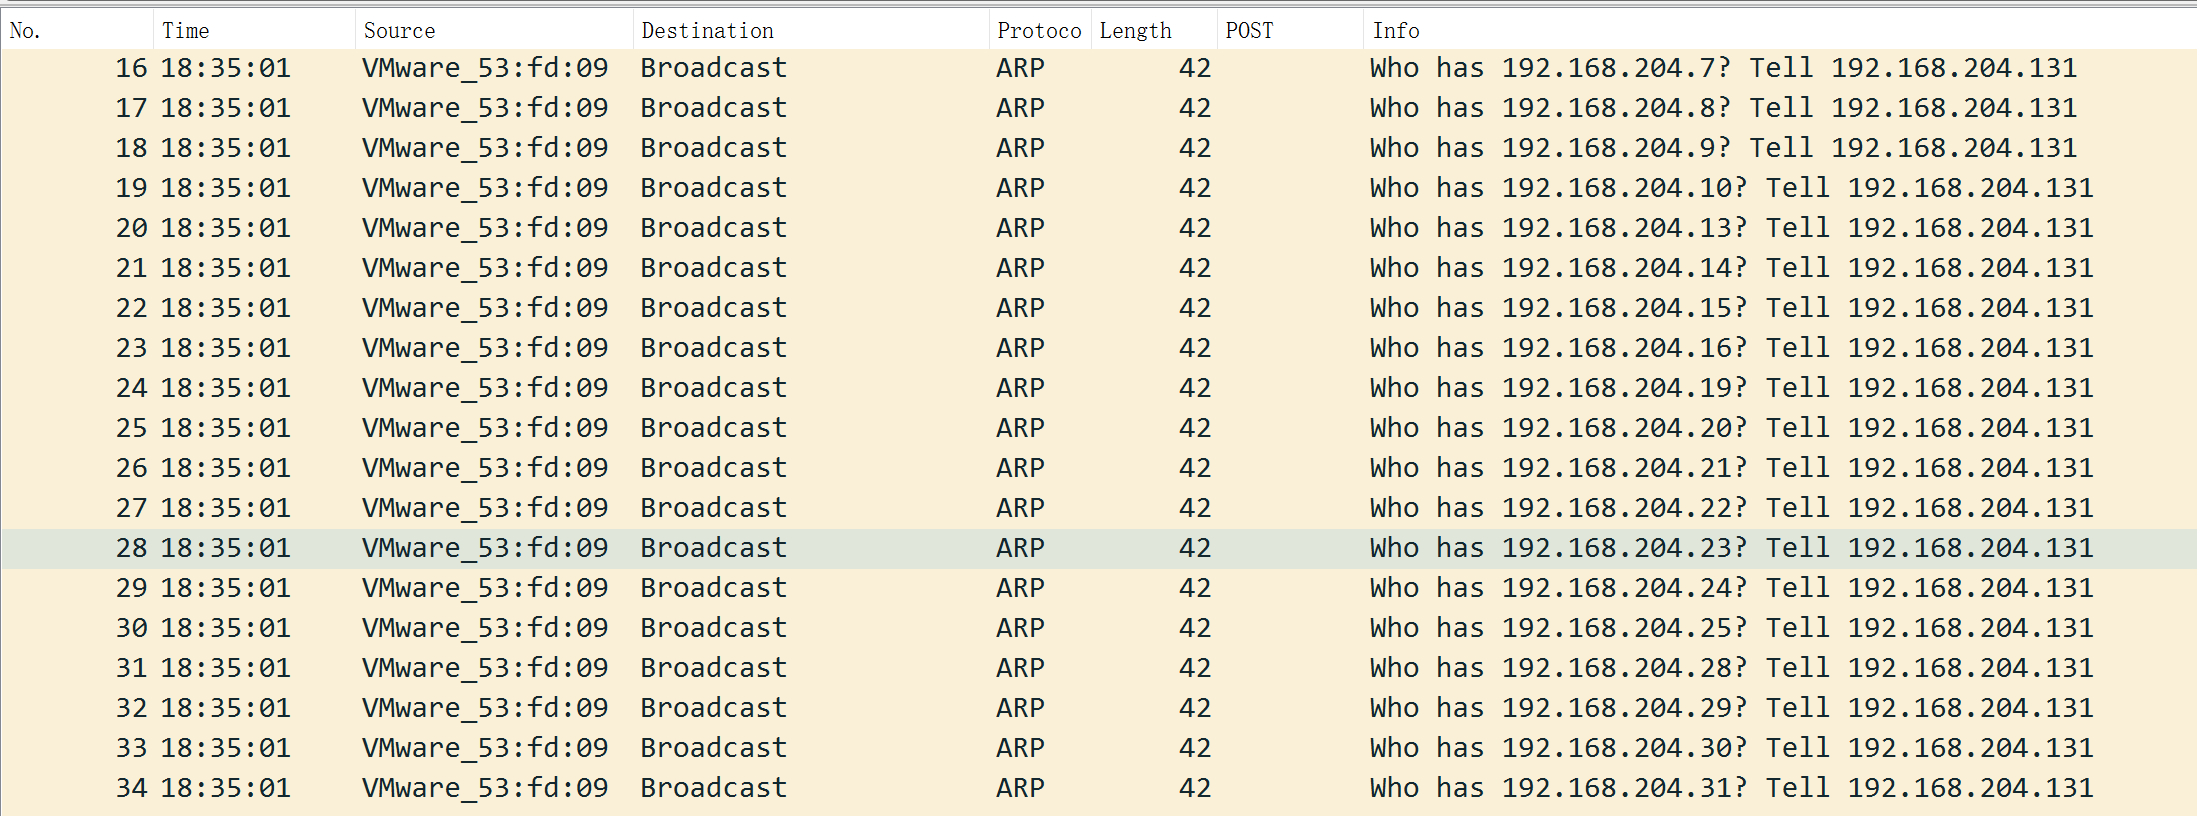 No. Time Source Destination Protoco Length POST Info
16 18:35:01 VMware_53:fd:09 Broadcast ARP 42 Who has 192.168.204.7? Tell 192.168.204.131
17 18:35:01 VMware_53:fd:09 Broadcast ARP 42 Who has 192.168.204.8? Tell 192.168.204.131
18 18:35:01 VMware_53:fd:09 Broadcast ARP 42 Who has 192.168.204.9? Tell 192.168.204.131
19 18:35:01 VMware_53:fd:09 Broadcast ARP 42 Who has 192.168.204.10? Tell 192.168.204.131
20 18:35:01 VMware_53:fd:09 Broadcast ARP 42 Who has 192.168.204.13? Tell 192.168.204.131
21 18:35:01 VMware_53:fd:09 Broadcast ARP 42 Who has 192.168.204.14? Tell 192.168.204.131
22 18:35:01 VMware_53:fd:09 Broadcast ARP 42 Who has 192.168.204.15? Tell 192.168.204.131
23 18:35:01 VMware_53:fd:09 Broadcast ARP 42 Who has 192.168.204.16? Tell 192.168.204.131
24 18:35:01 VMware_53:fd:09 Broadcast ARP 42 Who has 192.168.204.19? Tell 192.168.204.131
25 18:35:01 VMware_53:fd:09 Broadcast ARP 42 Who has 192.168.204.20? Tell 192.168.204.131
26 18:35:01 VMware_53:fd:09 Broadcast ARP 42 Who has 192.168.204.21? Tell 192.168.204.131
27 18:35:01 VMware_53:fd:09 Broadcast ARP 42 Who has 192.168.204.22? Tell 192.168.204.131
28 18:35:01 VMware_53:fd:09 Broadcast ARP 42 Who has 192.168.204.23? Tell 192.168.204.131
29 18:35:01 VMware_53:fd:09 Broadcast ARP 42 Who has 192.168.204.24? Tell 192.168.204.131
30 18:35:01 VMware_53:fd:09 Broadcast ARP 42 Who has 192.168.204.25? Tell 192.168.204.131
31 18:35:01 VMware_53:fd:09 Broadcast ARP 42 Who has 192.168.204.28? Tell 192.168.204.131
32 18:35:01 VMware_53:fd:09 Broadcast ARP 42 Who has 192.168.204.29? Tell 192.168.204.131
33 18:35:01 VMware_53:fd:09 Broadcast ARP 42 Who has 192.168.204.30? Tell 192.168.204.131
34 18:35:01 VMware_53:fd:09 Broadcast ARP 42 Who has 192.168.204.31? Tell 192.168.204.131